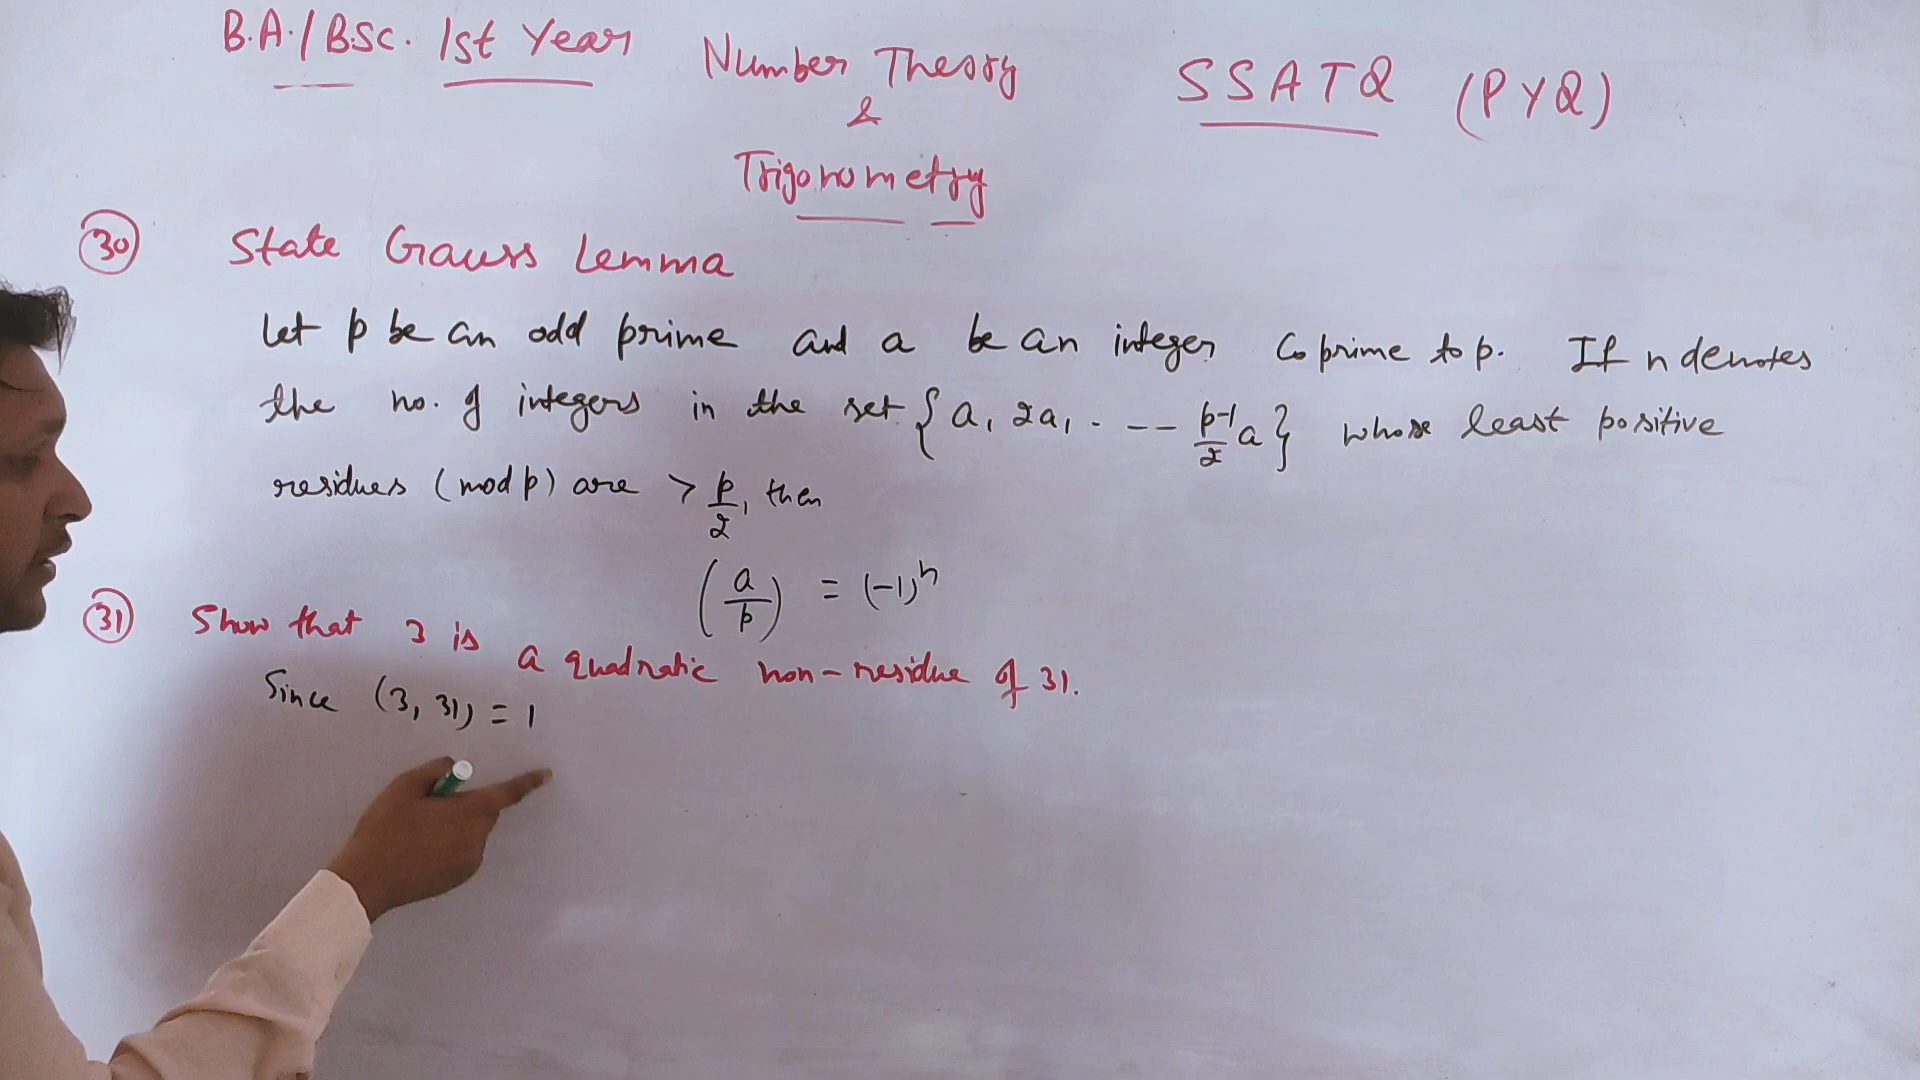 B.A./B.Sc. 1st Year
Number Theory
&
Trigonometry
SSATQ (PYQ)
30 State Gauss Lemma
Let p be an odd prime and a be an integer Coprime to p. If n denotes
the no. of integers in the set {a, 2a, . -- p-1/2 a} whose least positive
residues (mod p) are > p/2, then
(a/p) = (-1)^n
31 Show that 3 is a quadratic non-residue of 31.
Since (3, 31) = 1